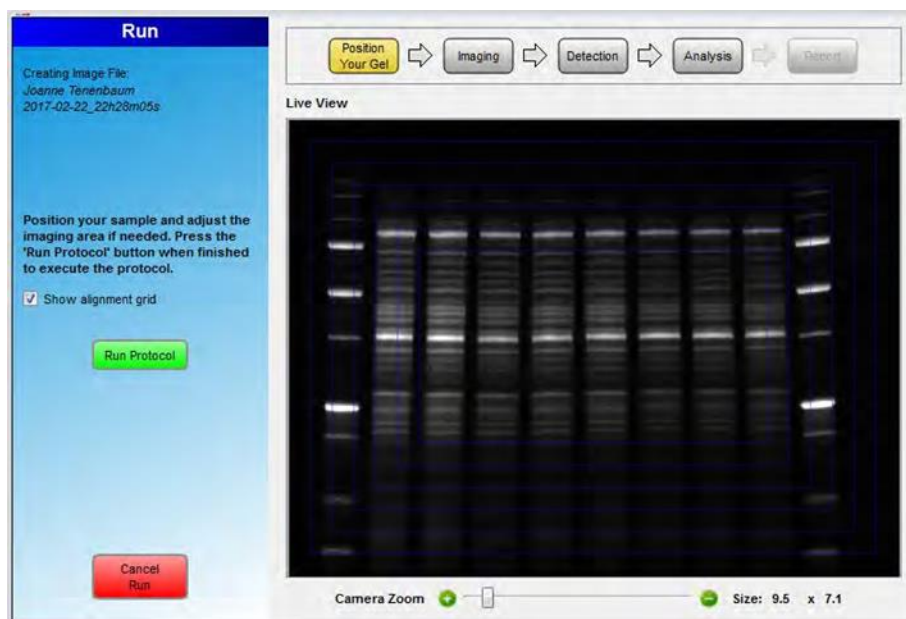 Run
Creating Image File:
Joanne Tenenbaum
2017-02-22_22h28m05s
Position your sample and adjust the
imaging area if needed. Press the
'Run Protocol' button when finished
to execute the protocol.
Show alignment grid
Run Protocol
Cancel
Run
Position
Your Gel
Imaging
Detection
Analysis
Report
Live View
Camera Zoom
Size: 9.5 x 7.1